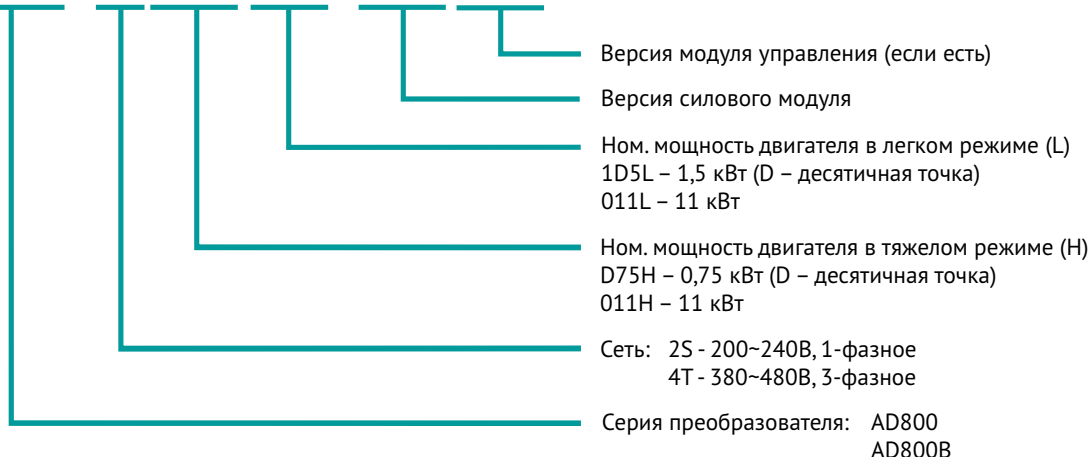 Версия модуля управления (если есть)
Версия силового модуля
Ном. мощность двигателя в легком режиме (L)
1D5L – 1,5 кВт (D – десятичная точка)
011L – 11 кВт
Ном. мощность двигателя в тяжелом режиме (H)
D75H – 0,75 кВт (D – десятичная точка)
011H – 11 кВт
Сеть: 2S - 200~240В, 1-фазное
4T - 380~480В, 3-фазное
Серия преобразователя: AD800
AD800B